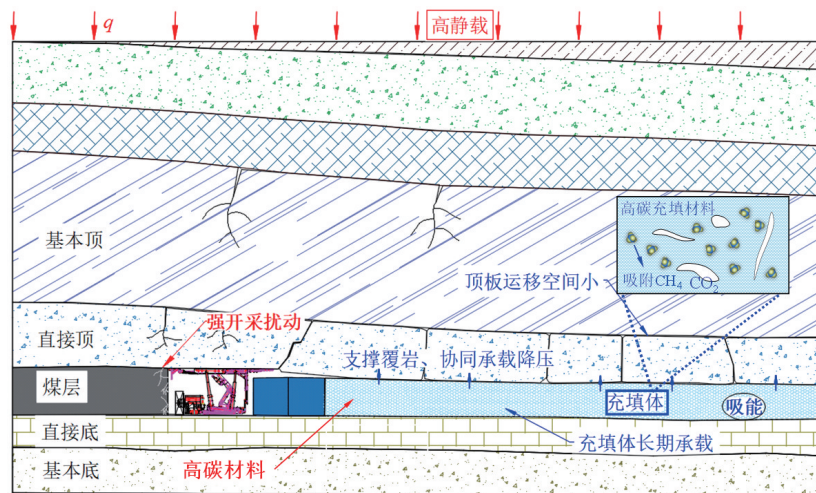 q
高静载
高碳充填材料
吸附CH₄ CO₂
基本顶
顶板运移空间小
强开采扰动
直接顶
支撑覆岩、协同承载降压
煤层
充填体
吸能
直接底
充填体长期承载
高碳材料
基本底